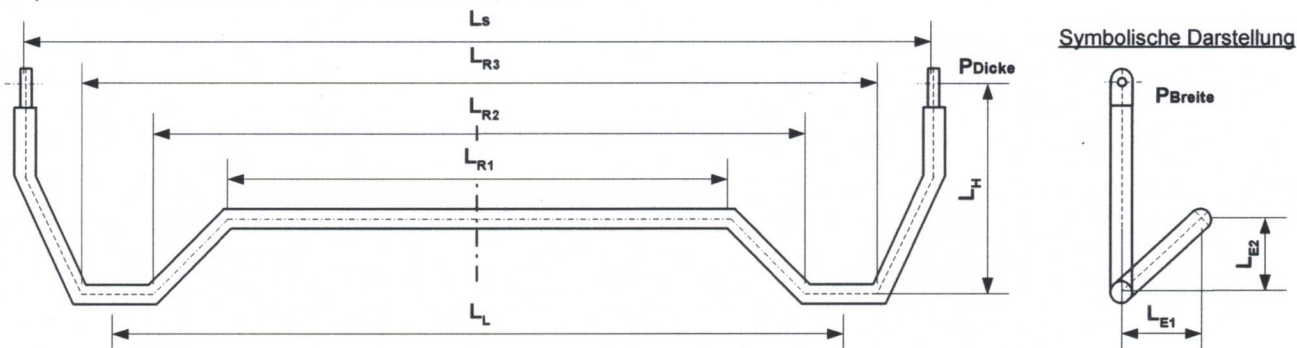 Ls
Symbolische Darstellung
LR3
PDicke
PBreite
LR2
LR1
LH
LE2
LL
LE1